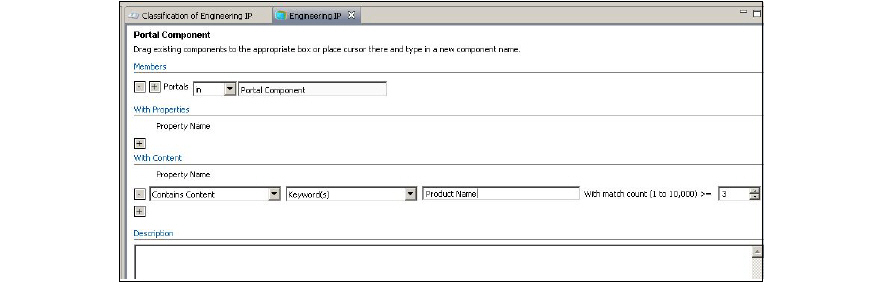 Classification of Engineering IP Engineering IP
Portal Component
Drag existing components to the appropriate box or place cursor there and type in a new component name.
Members
Portals in Portal Component
With Properties
Property Name
With Content
Property Name
Contains Content Keyword(s) Product Name With match count (1 to 10,000) >= 3
Description